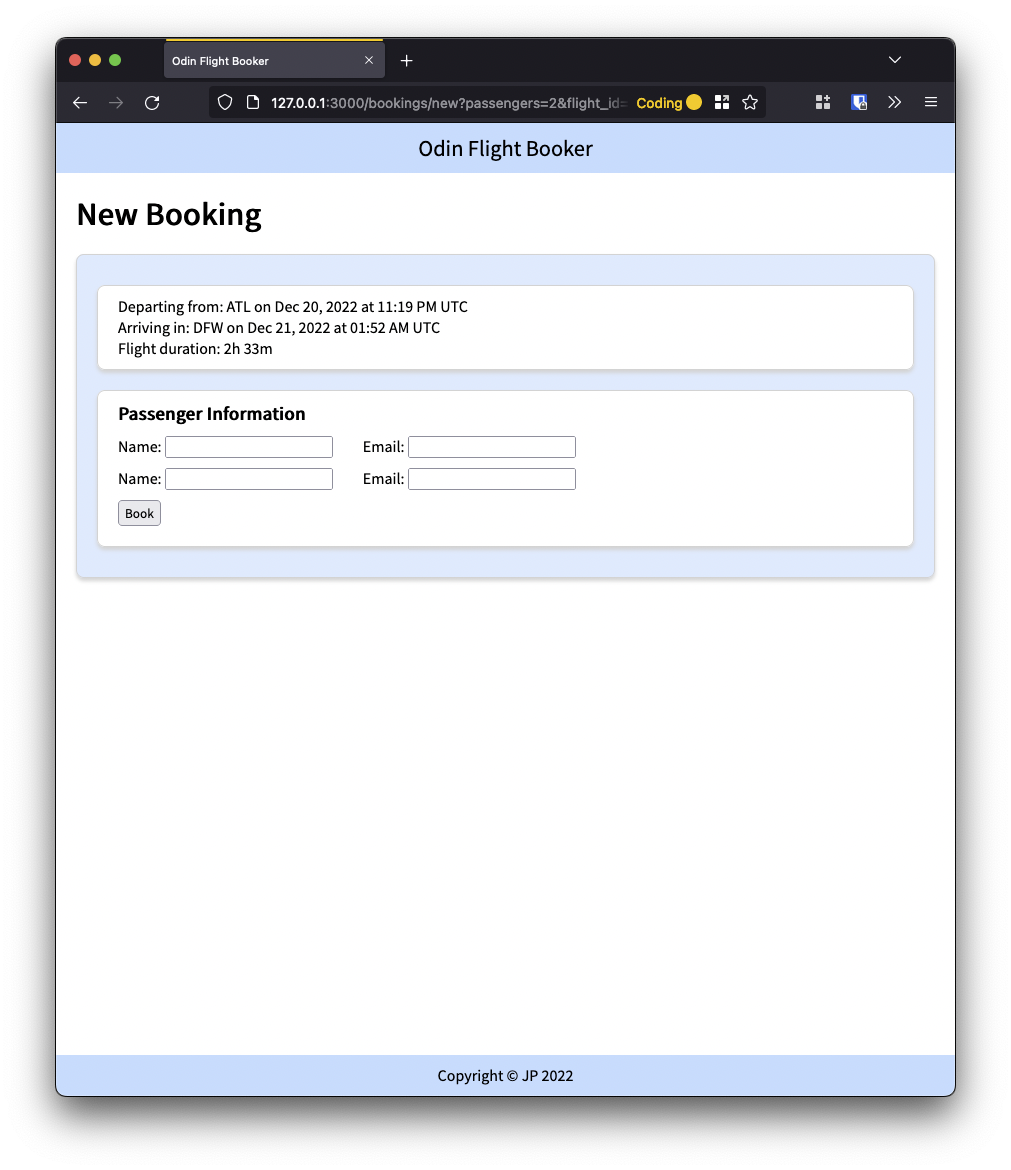 Odin Flight Booker
127.0.0.1:3000/bookings/new?passengers=2&flight_id= Coding
Odin Flight Booker
New Booking
Departing from: ATL on Dec 20, 2022 at 11:19 PM UTC
Arriving in: DFW on Dec 21, 2022 at 01:52 AM UTC
Flight duration: 2h 33m
Passenger Information
Name: Email:
Name: Email:
Book
Copyright © JP 2022